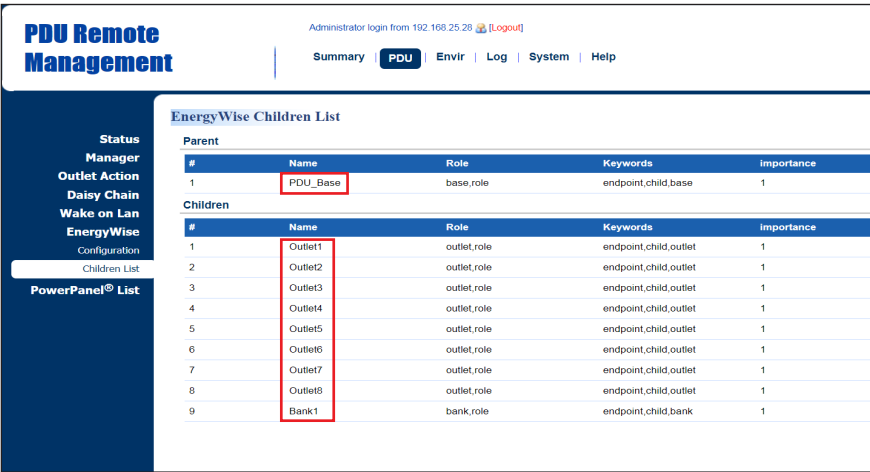 PDU Remote
Management
Administrator login from 192.168.25.28 [Logout]
Summary | PDU | Envir | Log | System | Help
Status
Manager
Outlet Action
Daisy Chain
Wake on Lan
EnergyWise
Configuration
Children List
PowerPanel® List
EnergyWise Children List
Parent
# Name Role Keywords importance
1 PDU_Base base,role endpoint,child,base 1
Children
# Name Role Keywords importance
1 Outlet1 outlet,role endpoint,child,outlet 1
2 Outlet2 outlet,role endpoint,child,outlet 1
3 Outlet3 outlet,role endpoint,child,outlet 1
4 Outlet4 outlet,role endpoint,child,outlet 1
5 Outlet5 outlet,role endpoint,child,outlet 1
6 Outlet6 outlet,role endpoint,child,outlet 1
7 Outlet7 outlet,role endpoint,child,outlet 1
8 Outlet8 outlet,role endpoint,child,outlet 1
9 Bank1 bank,role endpoint,child,bank 1